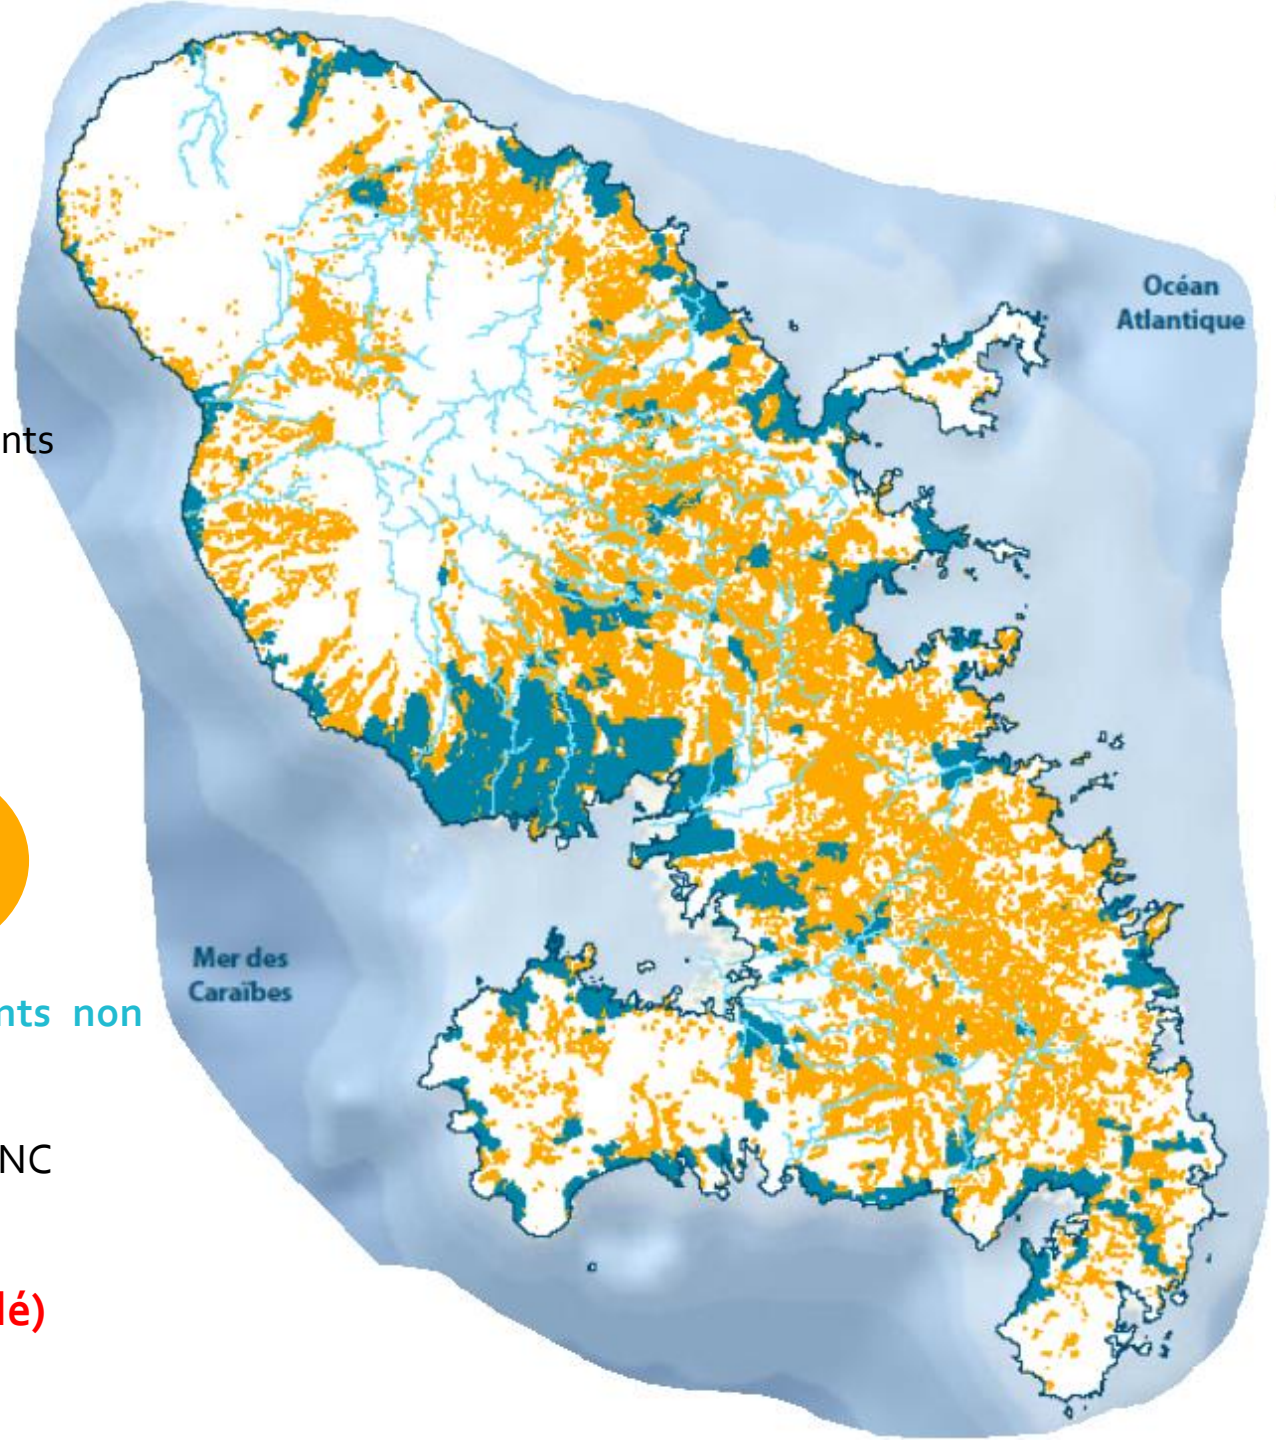 Océan
Atlantique
nts
Mer des
Caraïbes
nts non
NC
lé)